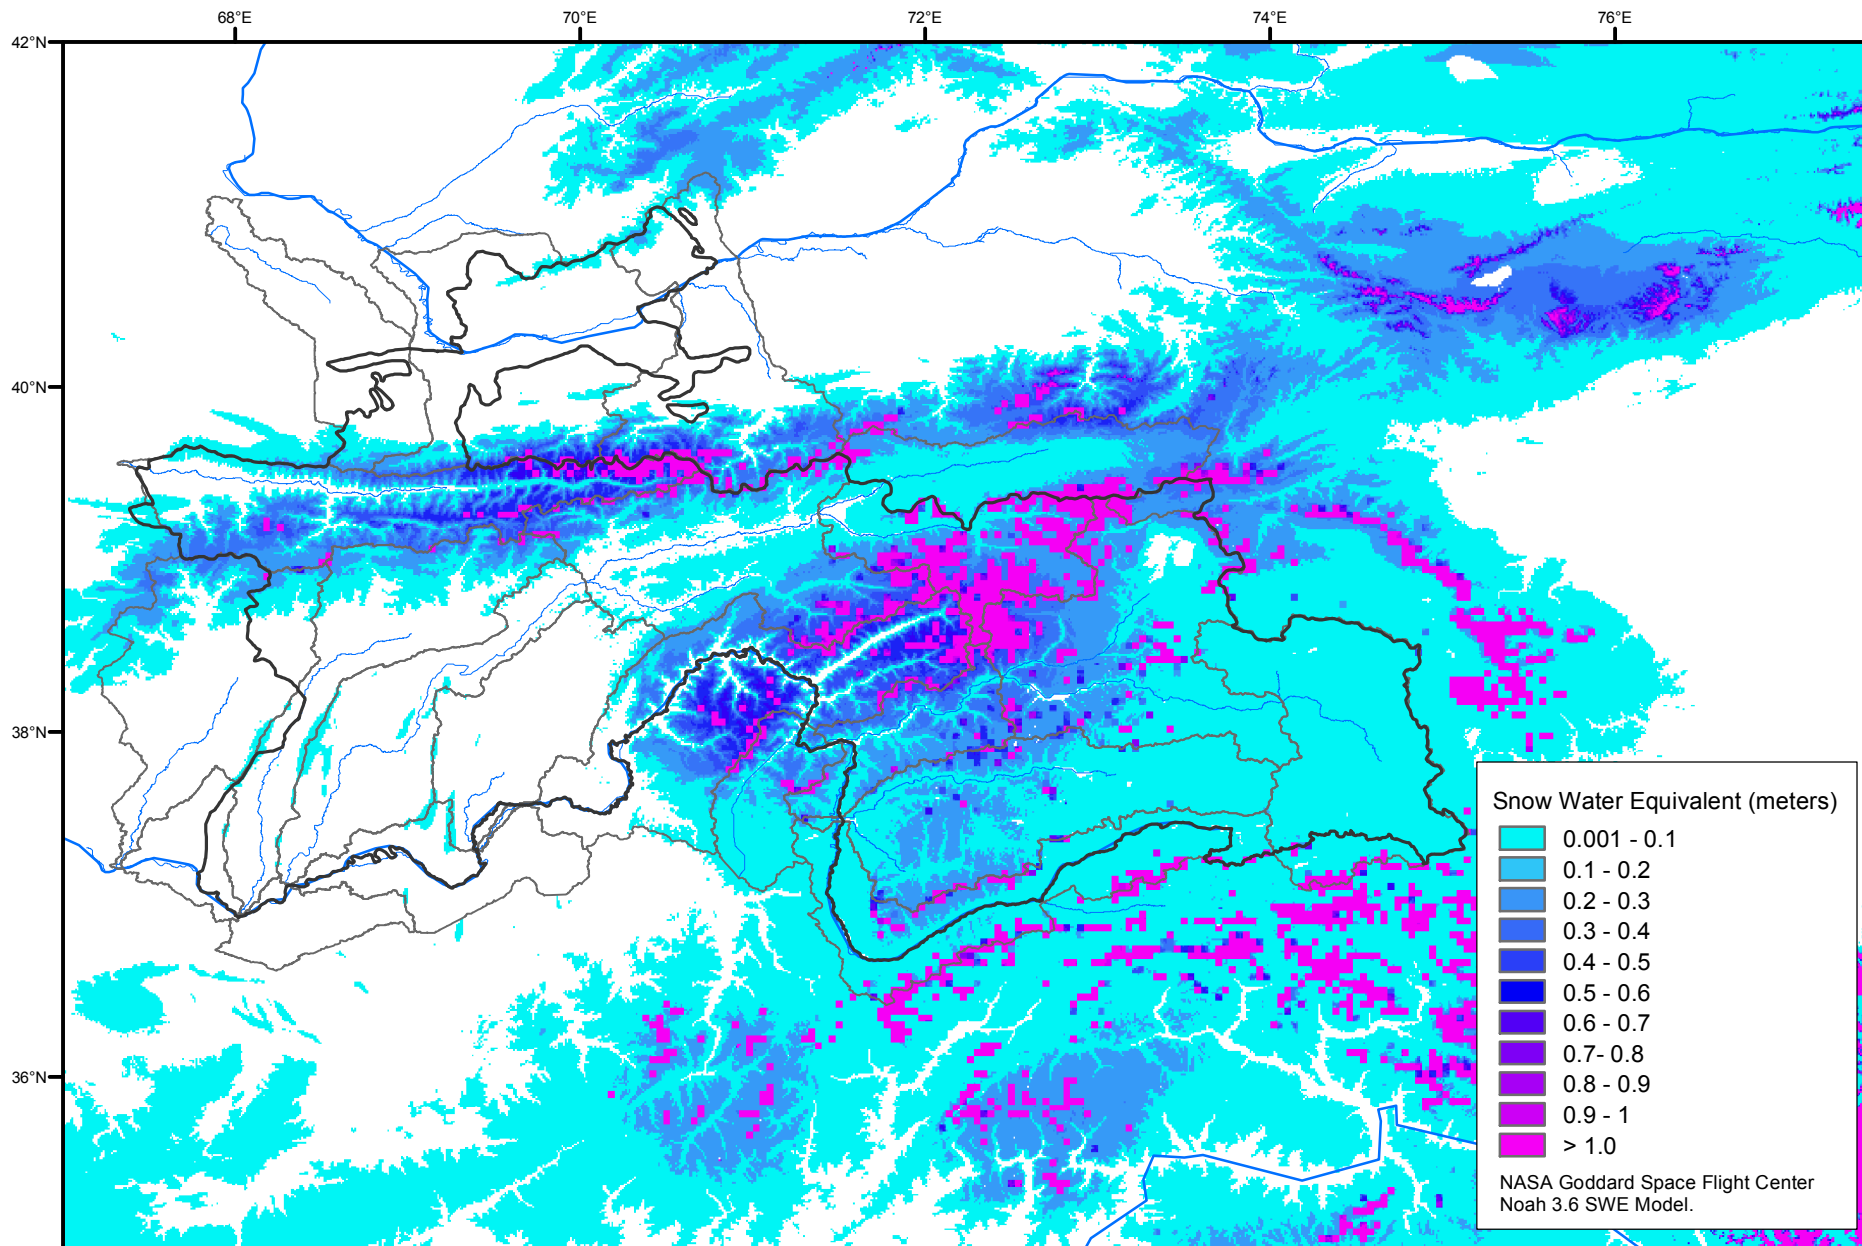 68°E
70°E
72°E
74°E
76°E
42°N
40°N
38°N
36°N
Snow Water Equivalent (meters)
0.001 - 0.1
0.1 - 0.2
0.2 - 0.3
0.3 - 0.4
0.4 - 0.5
0.5 - 0.6
0.6 - 0.7
0.7- 0.8
0.8 - 0.9
0.9 - 1
> 1.0
NASA Goddard Space Flight Center
Noah 3.6 SWE Model.